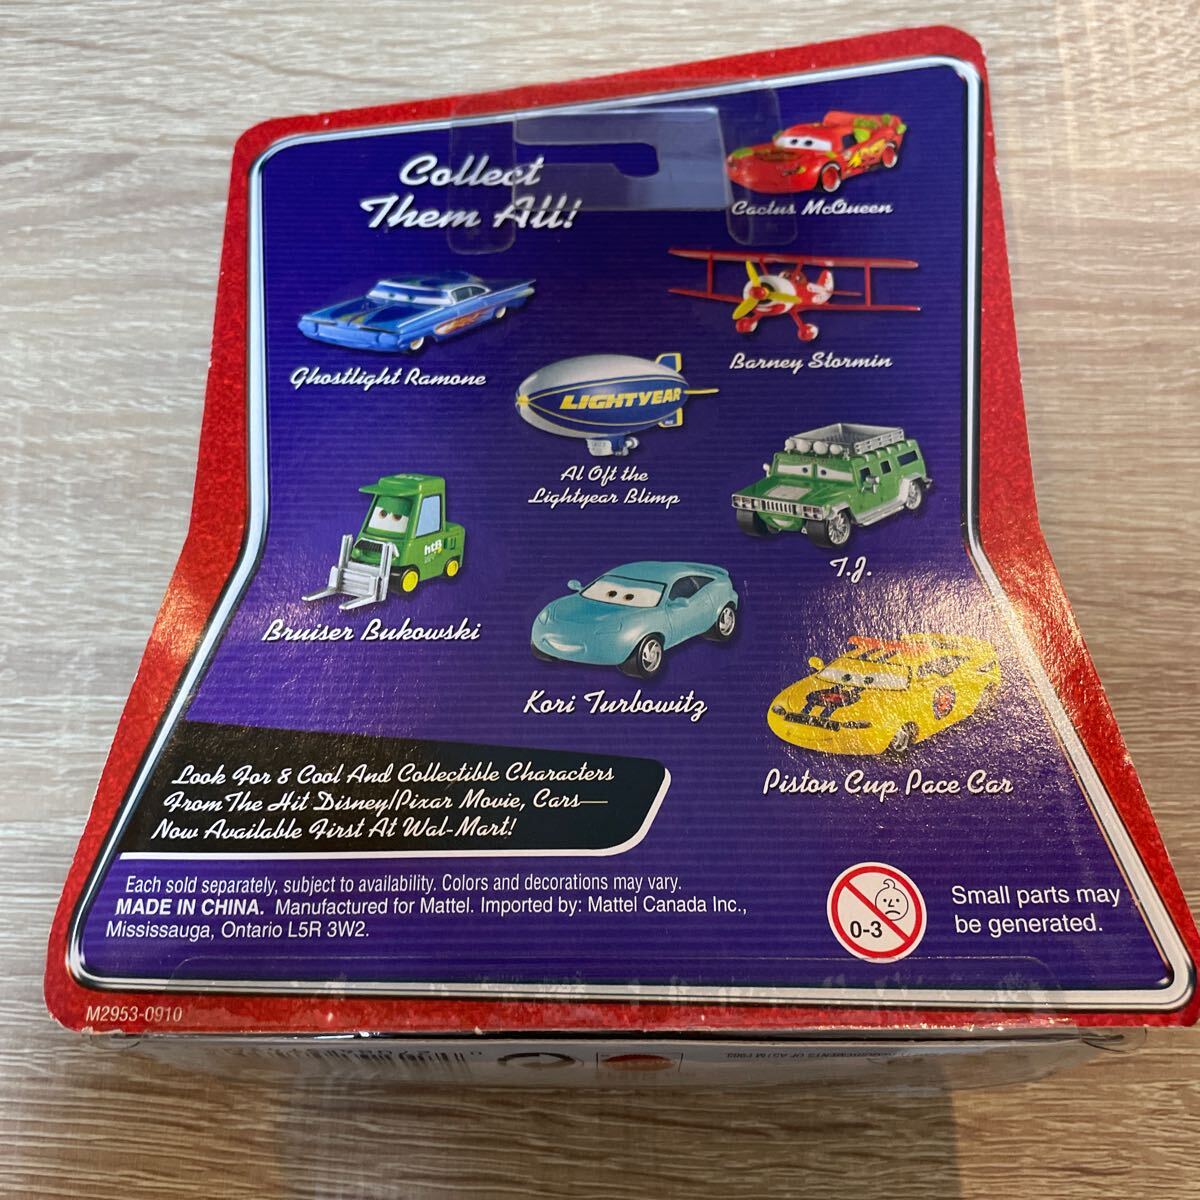 Collect
Them All!
Cactus McQueen
Ghostlight Ramone
Barney Stormin
LIGHTYEAR
Al Oft the
Lightyear Blimp
T.J.
htB
Bruiser Bukowski
Kori Turbowitz
Piston Cup Pace Car
Look For 8 Cool And Collectible Characters
From The Hit Disney/Pixar Movie, Cars—
Now Available First At Wal-Mart!
Each sold separately, subject to availability. Colors and decorations may vary.
MADE IN CHINA. Manufactured for Mattel. Imported by: Mattel Canada Inc.,
Mississauga, Ontario L5R 3W2.
0-3
Small parts may
be generated.
M2953-0910